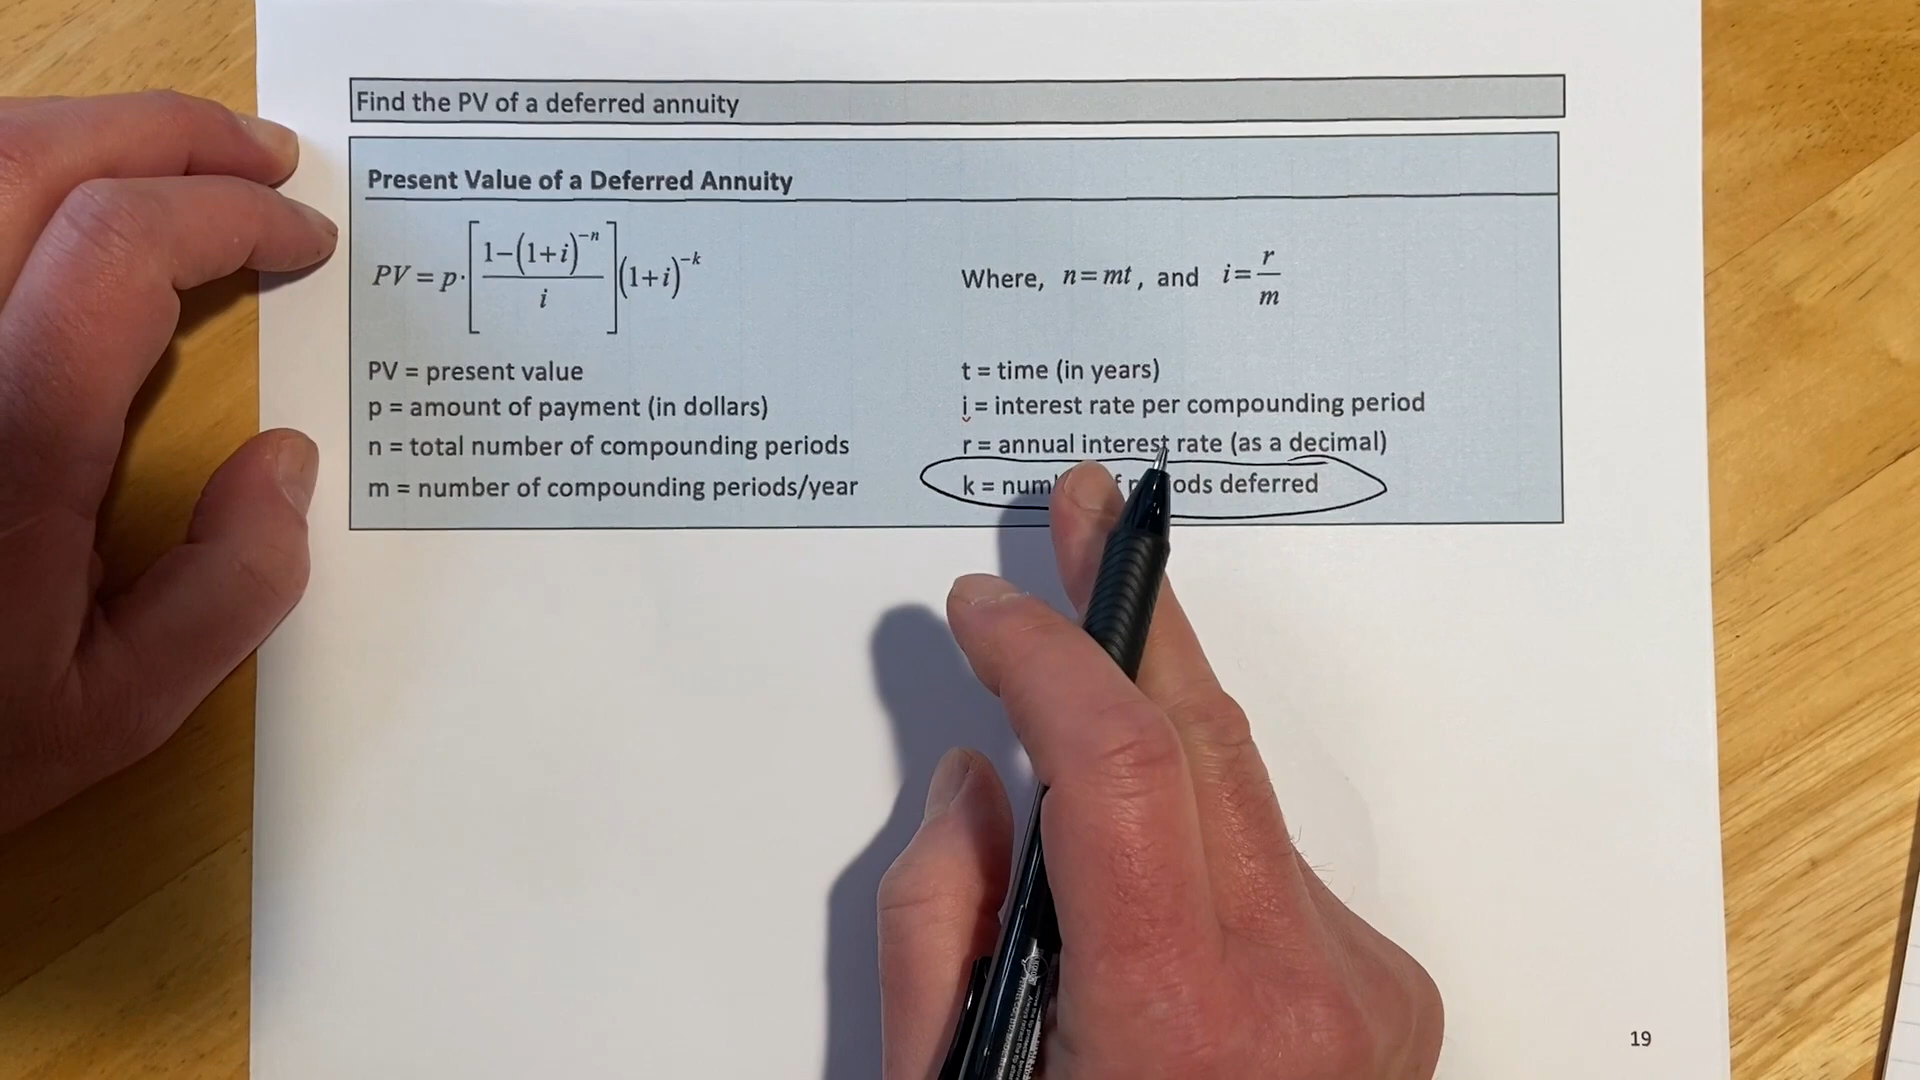 Find the PV of a deferred annuity
Present Value of a Deferred Annuity
PV = p · [ (1 − (1+i)^−n) / i ] (1+i)^−k
Where, n = mt, and i = r/m
PV = present value
t = time (in years)
p = amount of payment (in dollars)
i = interest rate per compounding period
n = total number of compounding periods
r = annual interest rate (as a decimal)
m = number of compounding periods/year
k = deferred
19